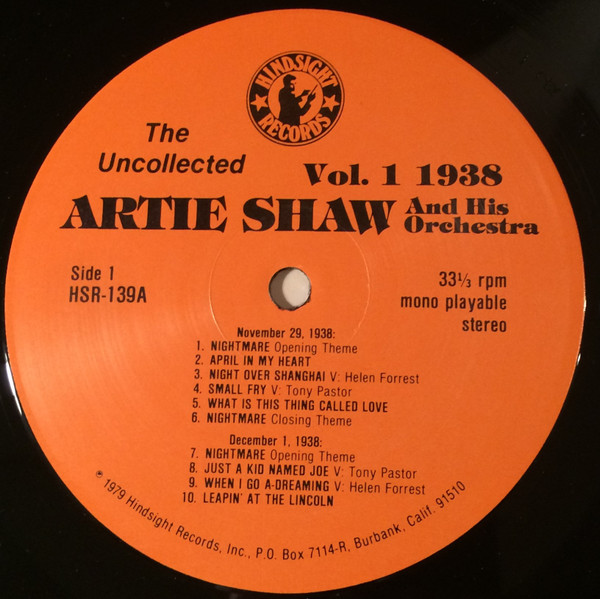 HINDSIGHT
RECORDS
The
Uncollected
Vol. 1 1938
ARTIE SHAW And His
Orchestra
Side 1
HSR-139A
33⅓ rpm
mono playable
stereo
November 29, 1938:
1. NIGHTMARE Opening Theme
2. APRIL IN MY HEART
3. NIGHT OVER SHANGHAI V: Helen Forrest
4. SMALL FRY V: Tony Pastor
5. WHAT IS THIS THING CALLED LOVE
6. NIGHTMARE Closing Theme
December 1, 1938:
7. NIGHTMARE Opening Theme
8. JUST A KID NAMED JOE V: Tony Pastor
9. WHEN I GO A-DREAMING V: Helen Forrest
10. LEAPIN' AT THE LINCOLN
℗ 1979 Hindsight Records, Inc., P.O. Box 7114-R, Burbank, Calif. 91510